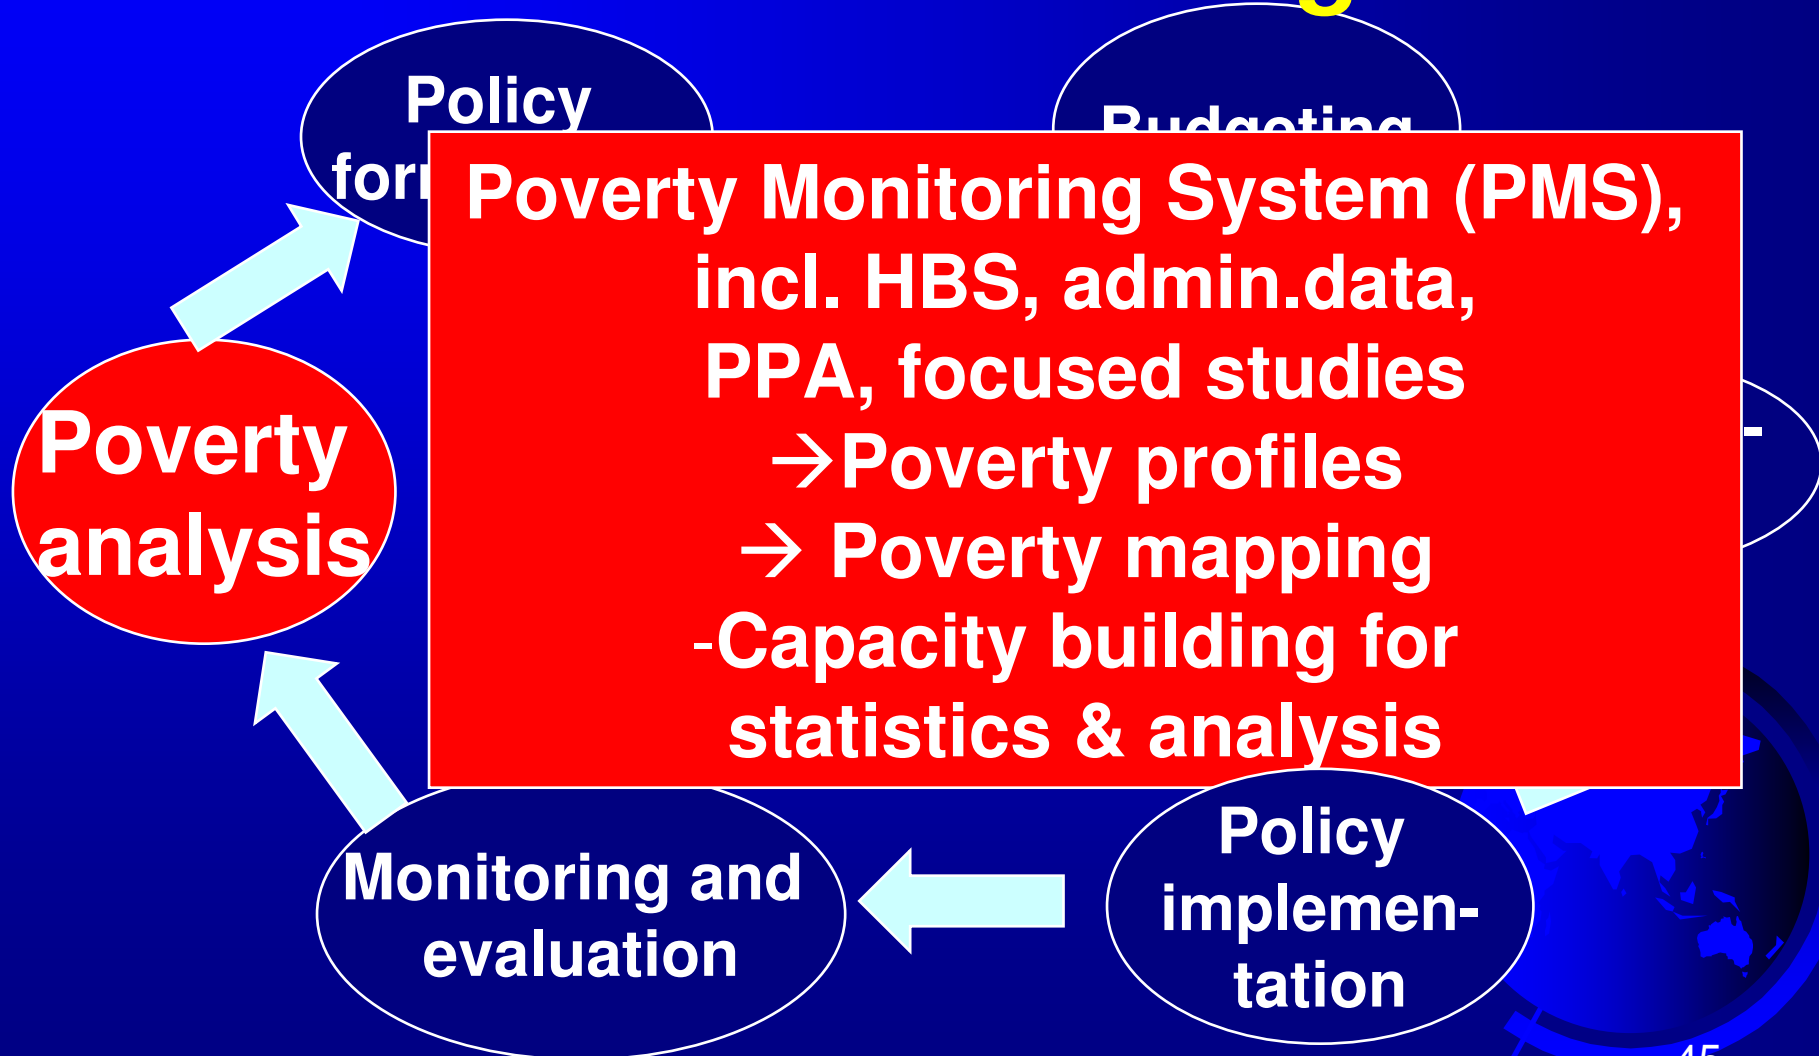 Policy
Budgeting
Poverty Monitoring System (PMS),
incl. HBS, admin.data,
PPA, focused studies
→Poverty profiles
→ Poverty mapping
-Capacity building for
statistics & analysis
Poverty
analysis
Monitoring and
evaluation
Policy
implemen-
tation